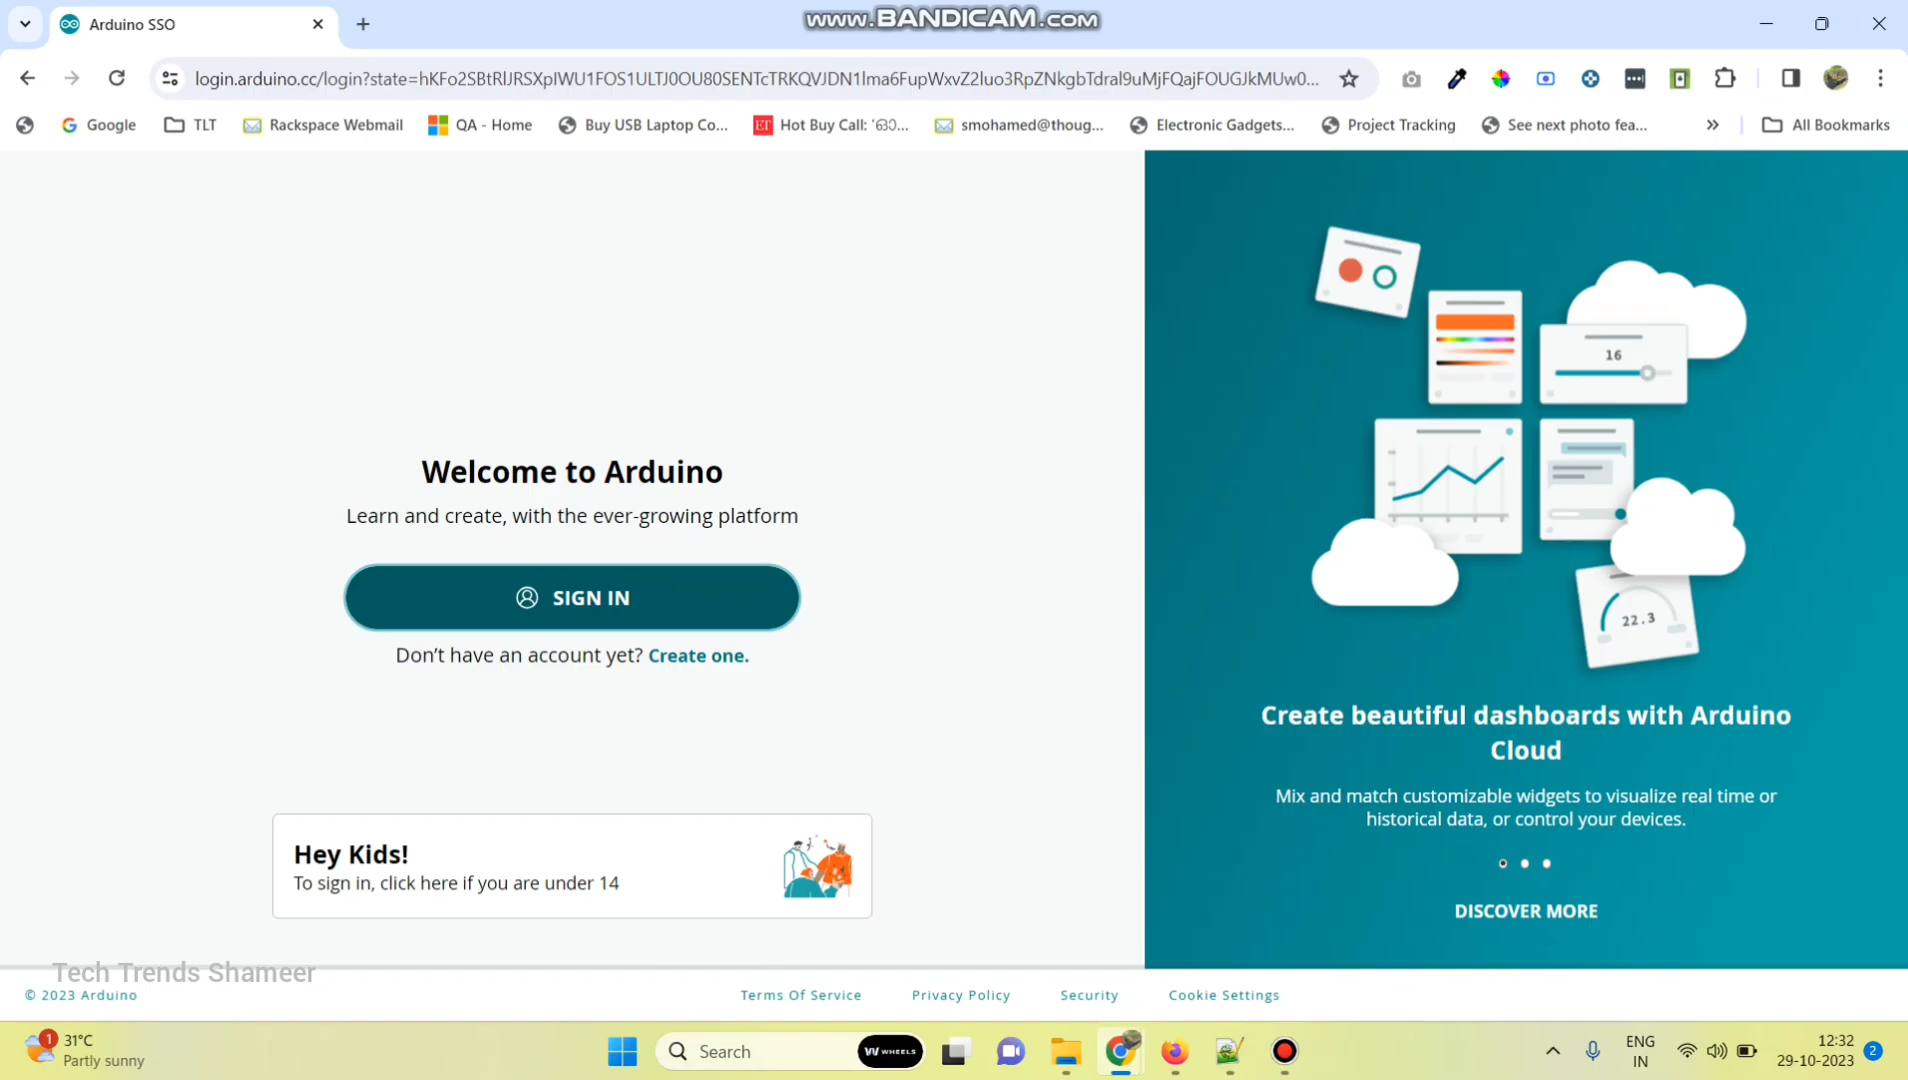 Arduino SSO
www.BANDICAM.com
login.arduino.cc/login?state=hKFo2SBtRlJRSXpIWU1FOS1ULTJ0OU80SENTcTRKQVJDN1lma6FupWxvZ2luo3RpZNkgbTdraI9uMjFQajFOUGJkMUw0...
Google
TLT
Rackspace Webmail
QA - Home
Buy USB Laptop Co...
ET
Hot Buy Call: 'ഓാ...
smohamed@thoug...
Electronic Gadgets...
Project Tracking
See next photo fea...
All Bookmarks
Welcome to Arduino
Learn and create, with the ever-growing platform
SIGN IN
Don't have an account yet? Create one.
Hey Kids!
To sign in, click here if you are under 14
16
22.3
Create beautiful dashboards with Arduino
Cloud
Mix and match customizable widgets to visualize real time or
historical data, or control your devices.
DISCOVER MORE
Tech Trends Shameer
© 2023 Arduino
Terms Of Service
Privacy Policy
Security
Cookie Settings
1
31°C
Partly sunny
Search
WHEELS
ENG
IN
12:32
29-10-2023
2